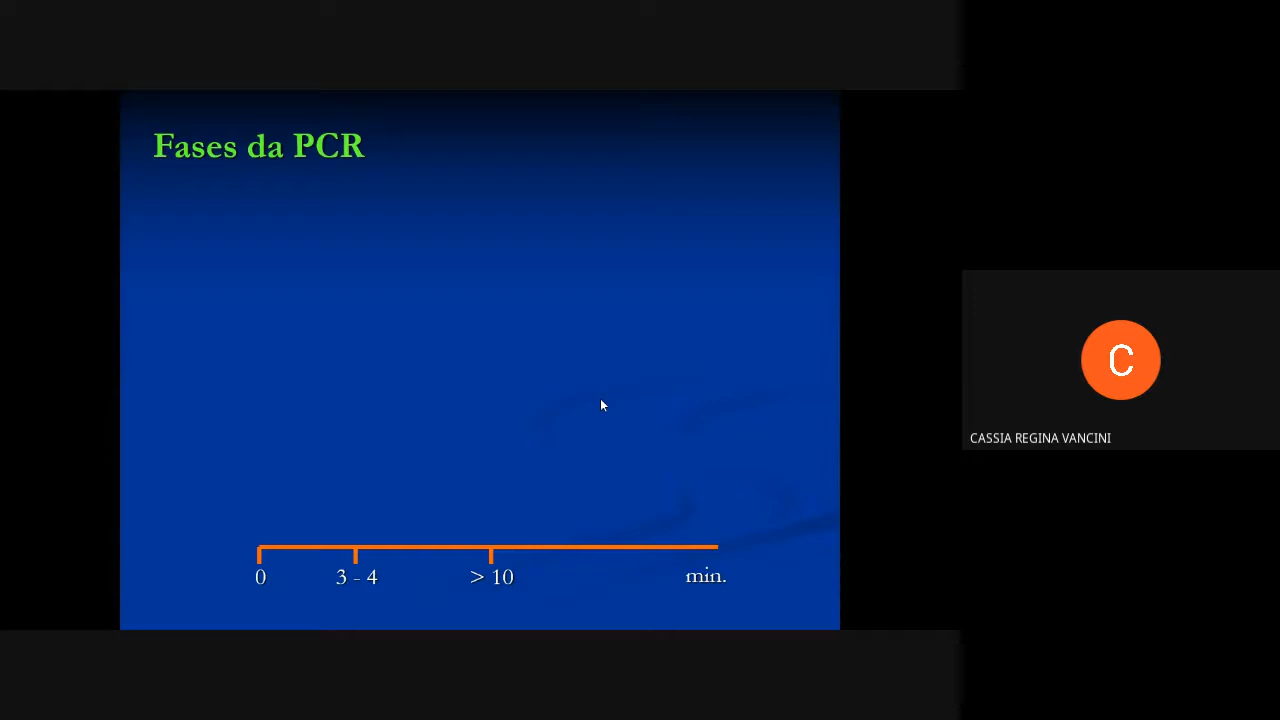 Fases da PCR
0 3 - 4 > 10 min.
C
CASSIA REGINA VANCINI